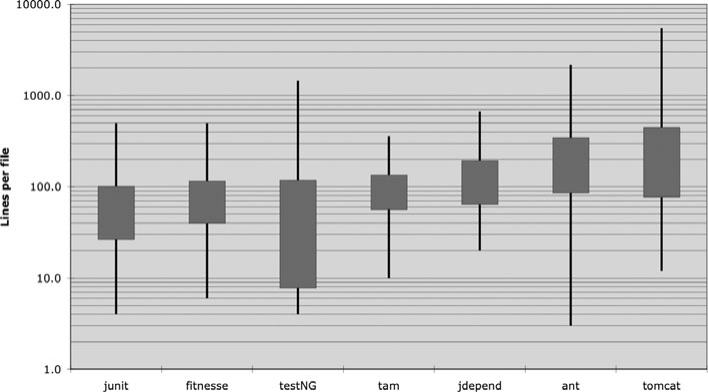 10000.0
1000.0
100.0
10.0
1.0
Lines per file
junit fitnesse testNG tam jdepend ant tomcat